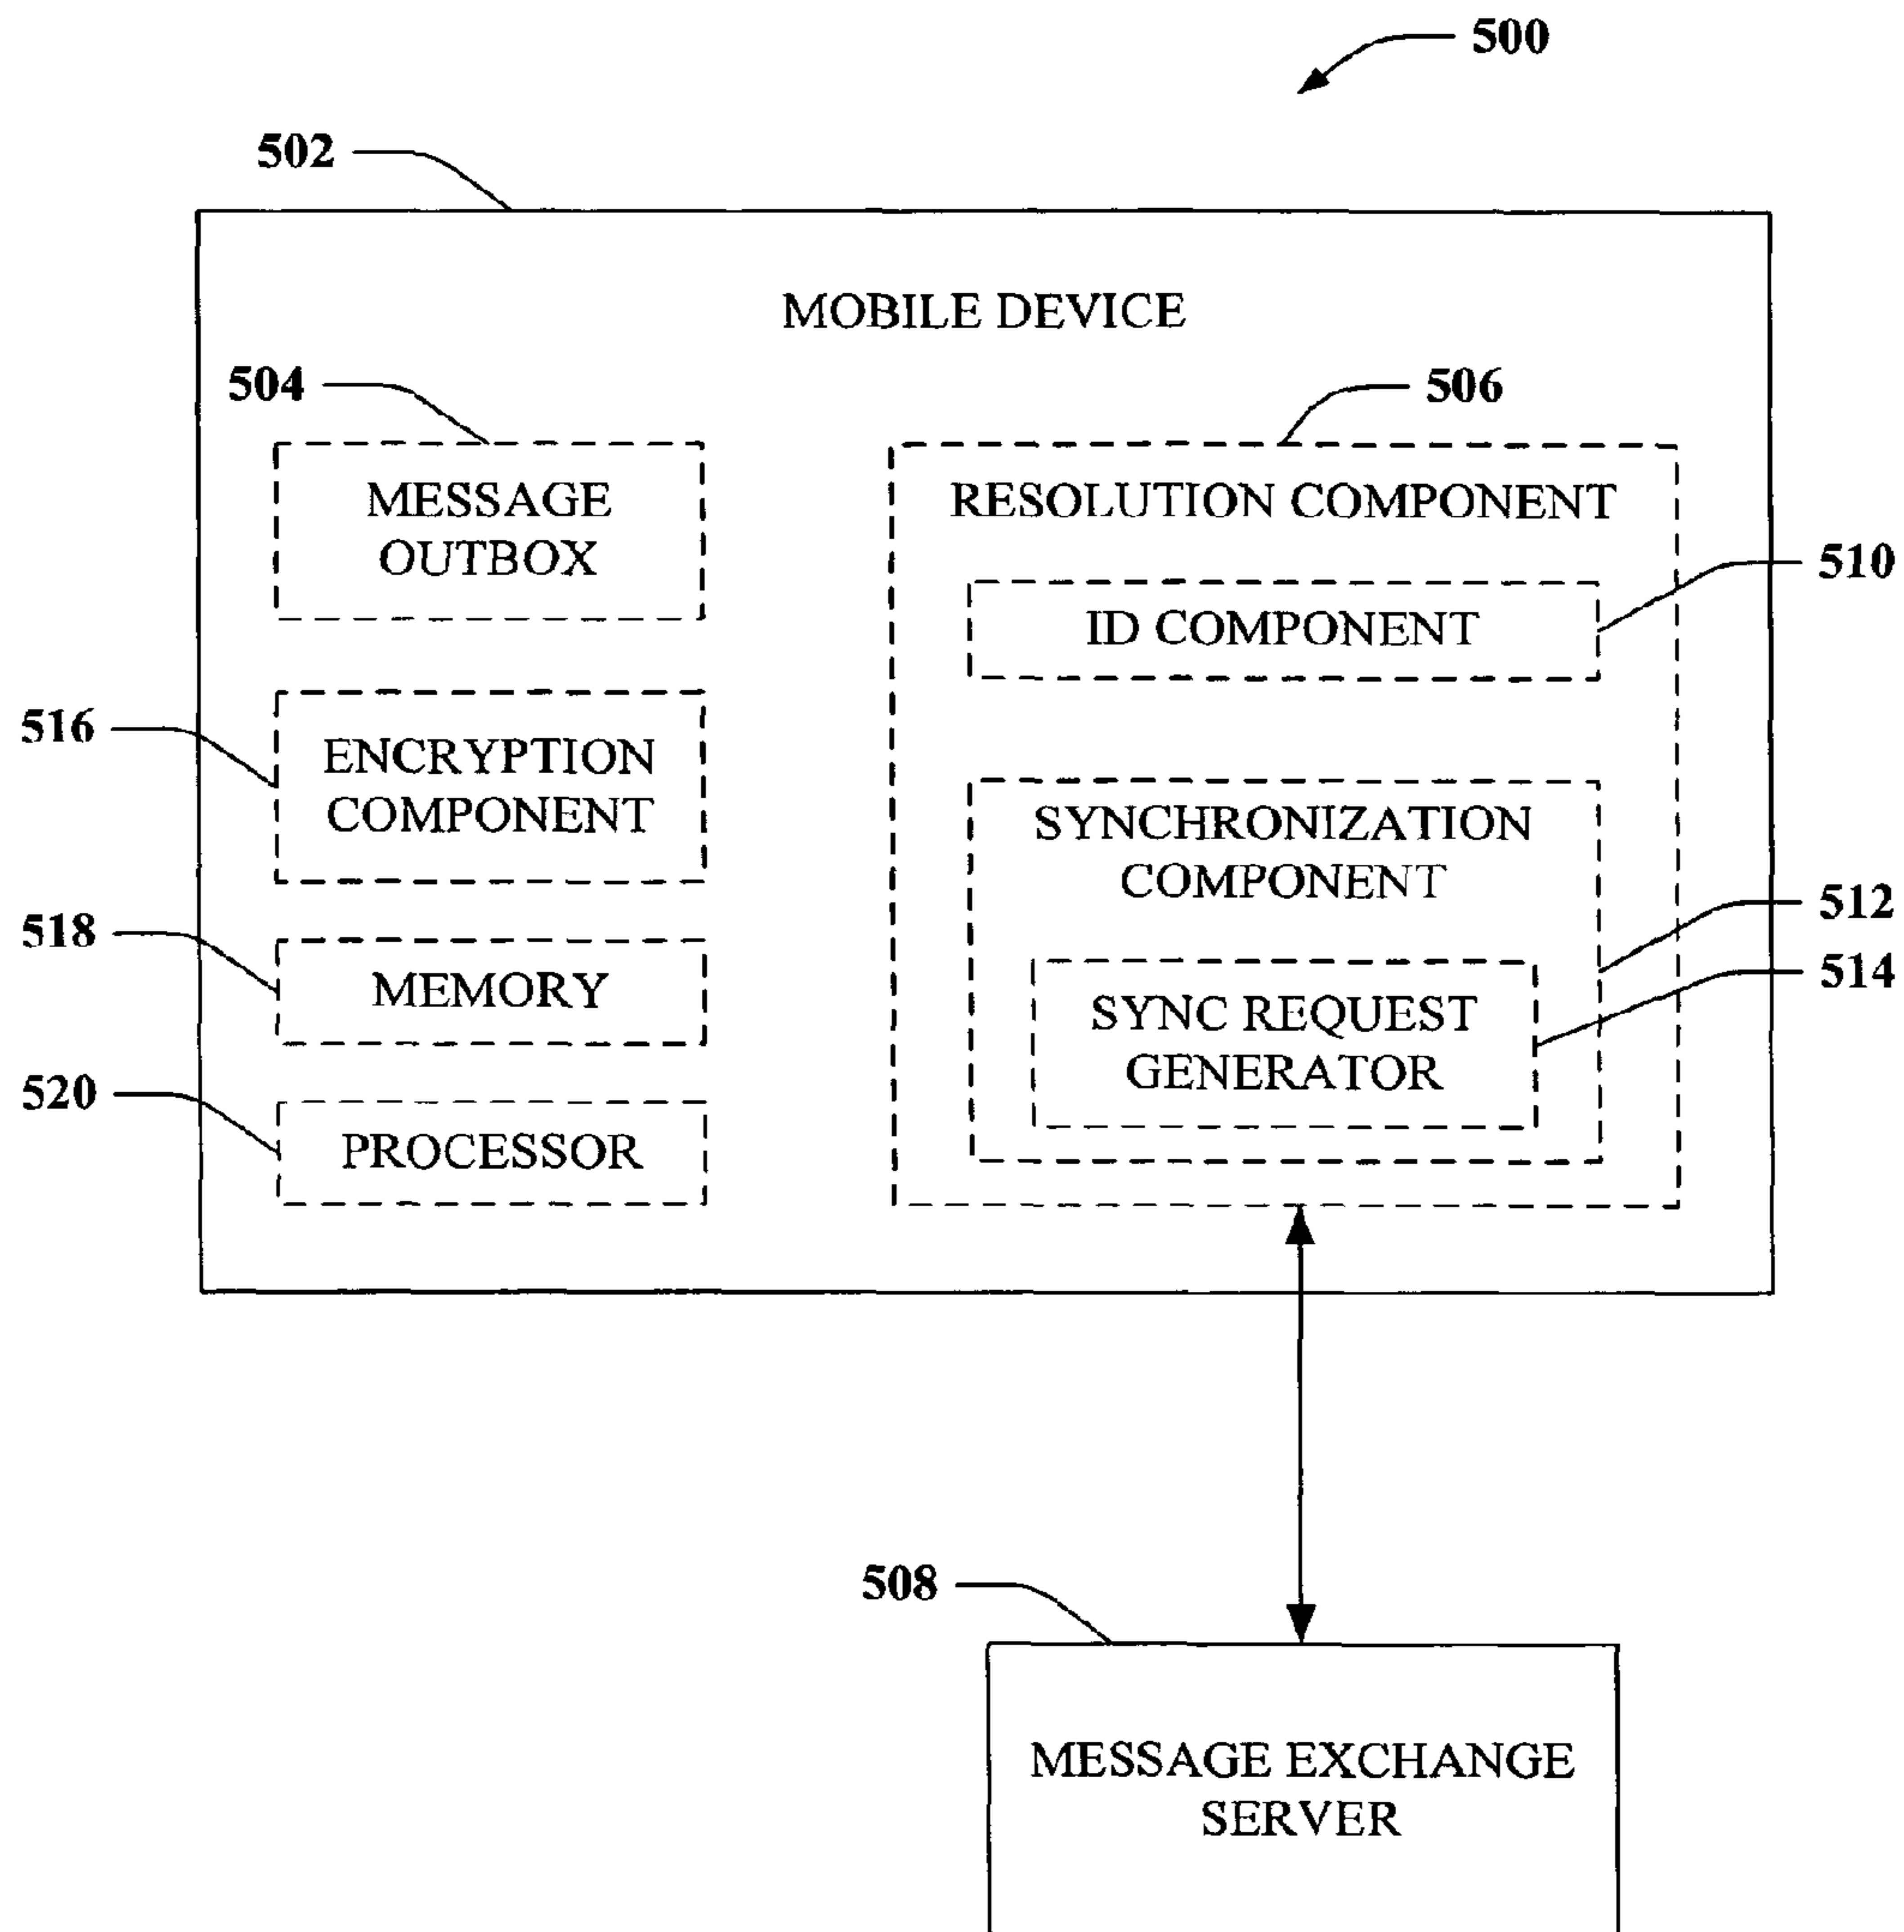 500
502
MOBILE DEVICE
504
506
MESSAGE
OUTBOX
RESOLUTION COMPONENT
510
ID COMPONENT
516
ENCRYPTION
COMPONENT
SYNCHRONIZATION
COMPONENT
512
518
MEMORY
514
SYNC REQUEST
GENERATOR
520
PROCESSOR
508
MESSAGE EXCHANGE
SERVER